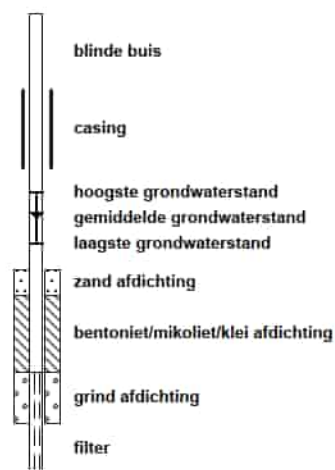 blinde buis
casing
hoogste grondwaterstand
gemiddelde grondwaterstand
laagste grondwaterstand
zand afdichting
bentoniet/mikoliet/klei afdichting
grind afdichting
filter